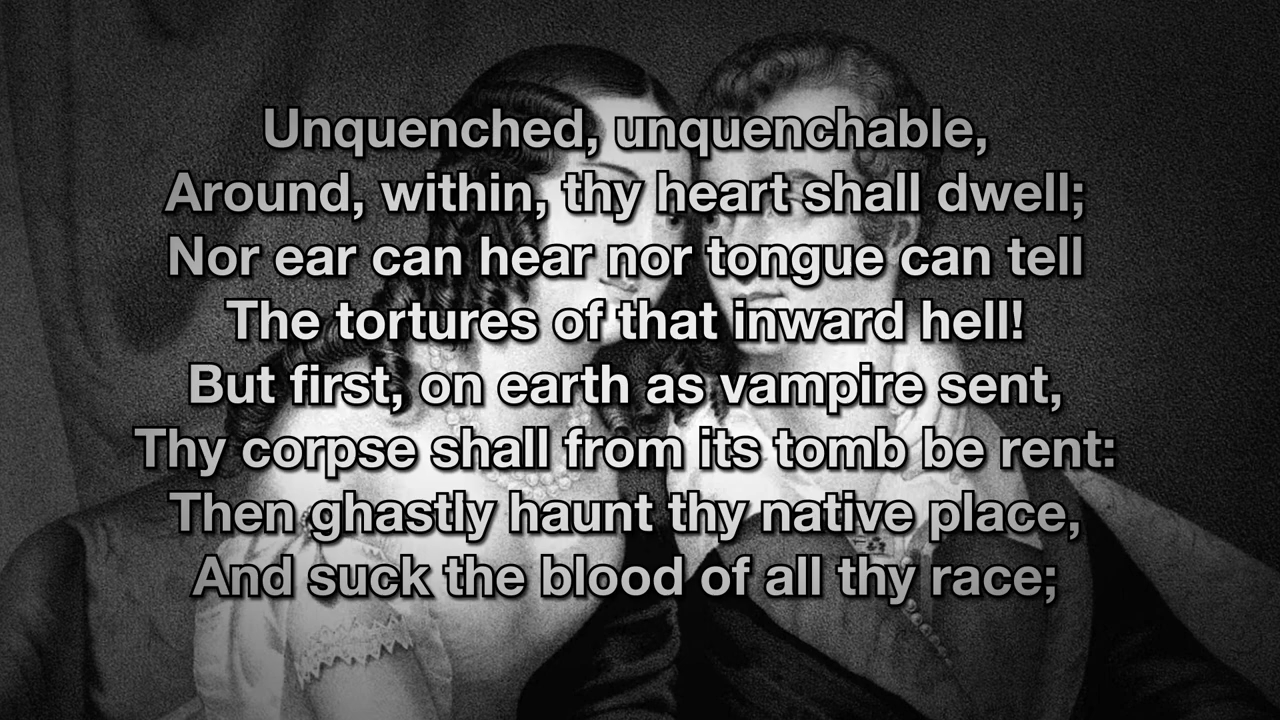 Unquenched, unquenchable,
Around, within, thy heart shall dwell;
Nor ear can hear nor tongue can tell
The tortures of that inward hell!
But first, on earth as vampire sent,
Thy corpse shall from its tomb be rent:
Then ghastly haunt thy native place,
And suck the blood of all thy race;